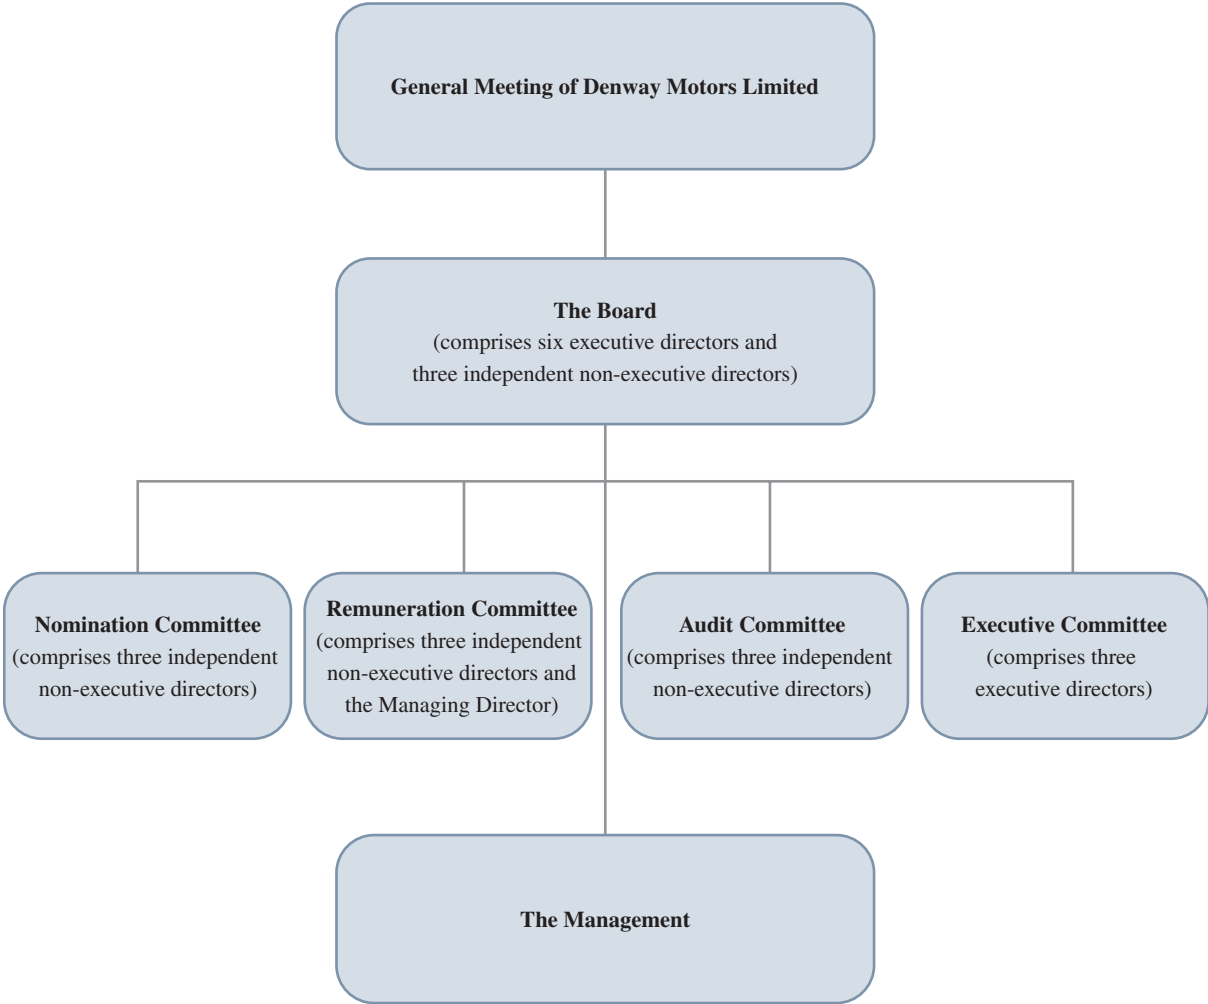 General Meeting of Denway Motors Limited
The Board
(comprises six executive directors and
three independent non-executive directors)
Nomination Committee
(comprises three independent
non-executive directors)
Remuneration Committee
(comprises three independent
non-executive directors and
the Managing Director)
Audit Committee
(comprises three independent
non-executive directors)
Executive Committee
(comprises three
executive directors)
The Management